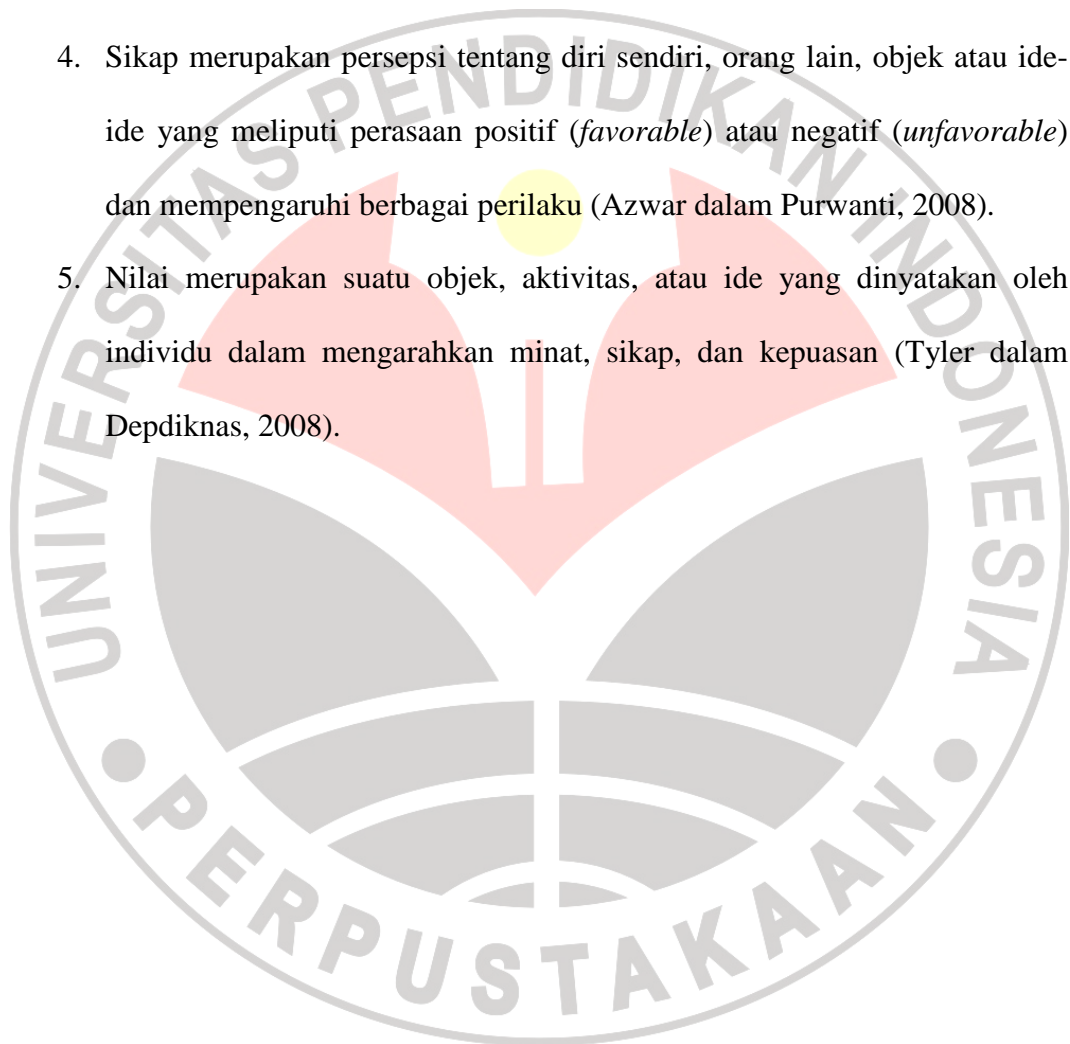 4. Sikap merupakan persepsi tentang diri sendiri, orang lain, objek atau ide-
ide yang meliputi perasaan positif (favorable) atau negatif (unfavorable)
dan mempengaruhi berbagai perilaku (Azwar dalam Purwanti, 2008).
5. Nilai merupakan suatu objek, aktivitas, atau ide yang dinyatakan oleh
individu dalam mengarahkan minat, sikap, dan kepuasan (Tyler dalam
Depdiknas, 2008).
UNIVERSITAS PENDIDIKAN INDONESIA
PERPUSTAKAAN